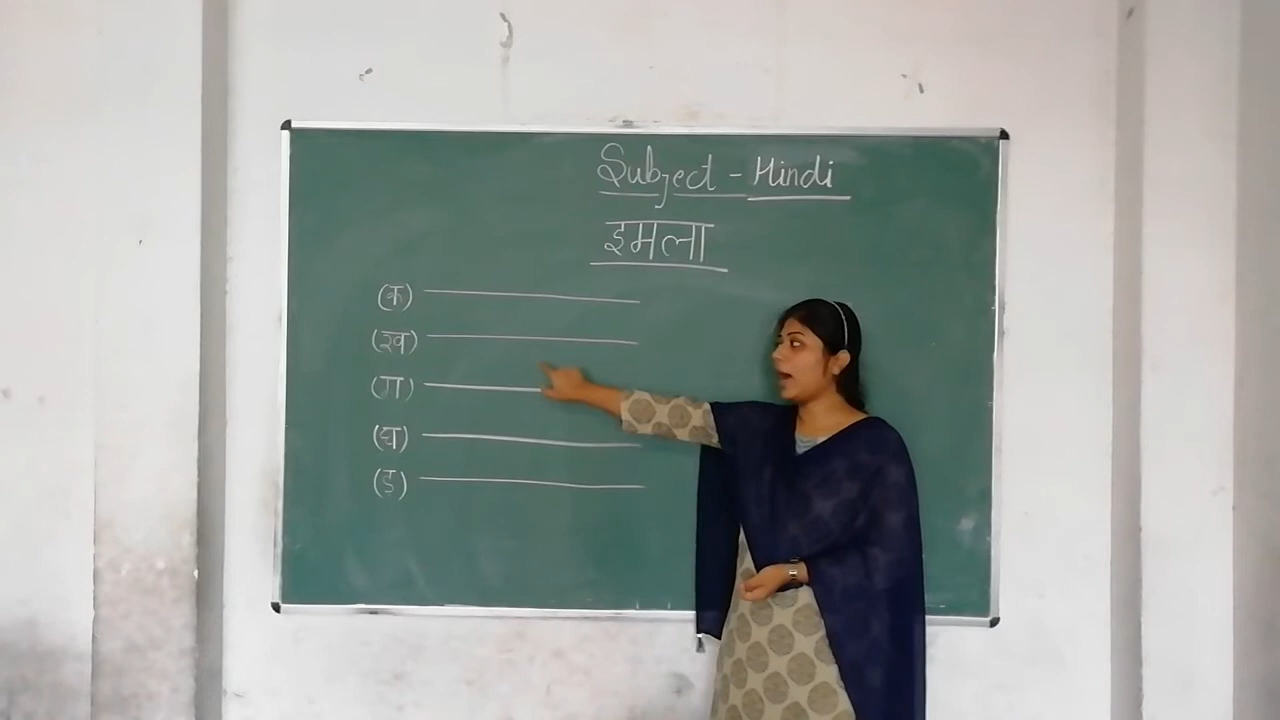 Subject - Hindi
इमला
(क)
(ख)
(ग)
(घ)
(ड)